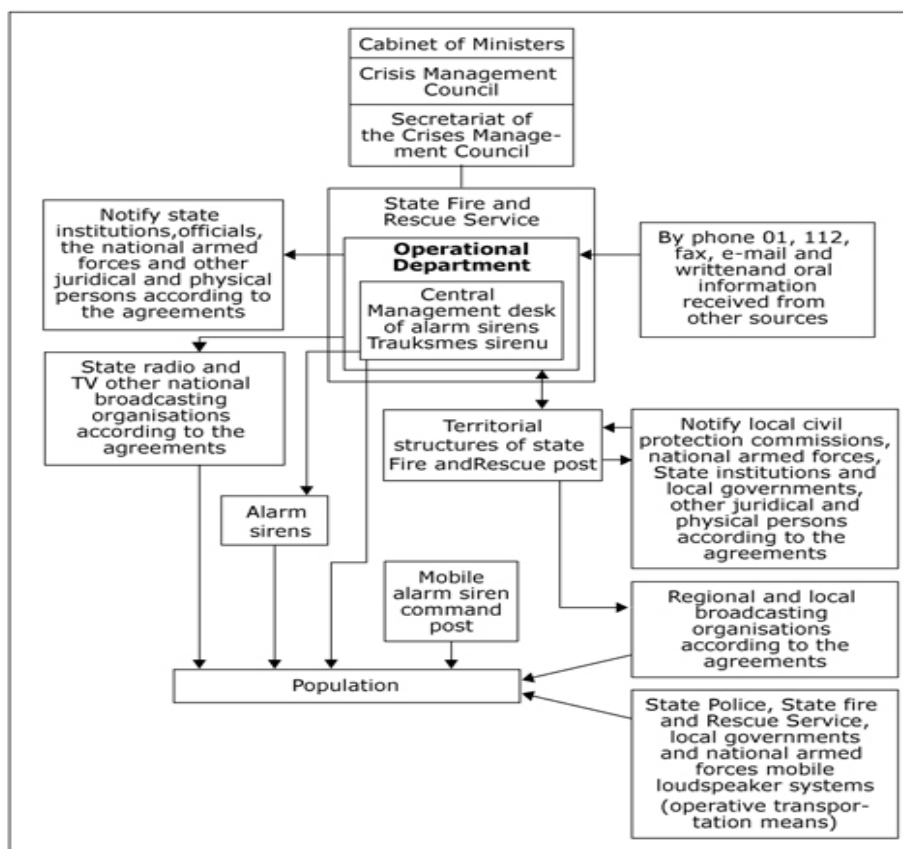 Cabinet of Ministers
Crisis Management
Council
Secretariat of
the Crises Manage-
ment Council
State Fire and
Rescue Service
Operational
Department
Central
Management desk
of alarm sirens
Trauksmes sirenu
Notify state
institutions,officials,
the national armed
forces and other
juridical and physical
persons according to
the agreements
By phone 01, 112,
fax, e-mail and
writtenand oral
information
received from
other sources
State radio and
TV other national
broadcasting
organisations
according to the
agreements
Territorial
structures of state
Fire andRescue post
Notify local civil
protection commissions,
national armed forces,
State institutions and
local governments,
other juridical and
physical persons
according to the
agreements
Alarm
sirens
Mobile
alarm siren
command
post
Regional and local
broadcasting
organisations
according to the
agreements
Population
State Police, State fire
and Rescue Service,
local governments
and national armed
forces mobile
loudspeaker systems
(operative transpor-
tation means)